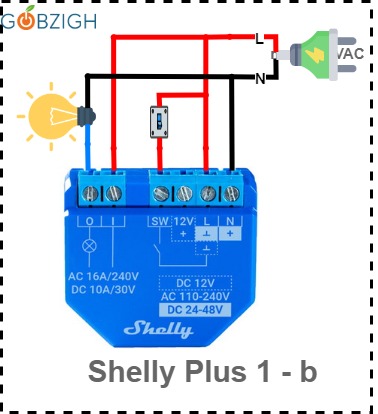 GOBZIGH
L
VAC
N
O I SW 12V L N
+ ⊥ +
⊥
AC 16A/240V
DC 10A/30V
DC 12V
AC 110-240V
DC 24-48V
Shelly
Shelly Plus 1 - b